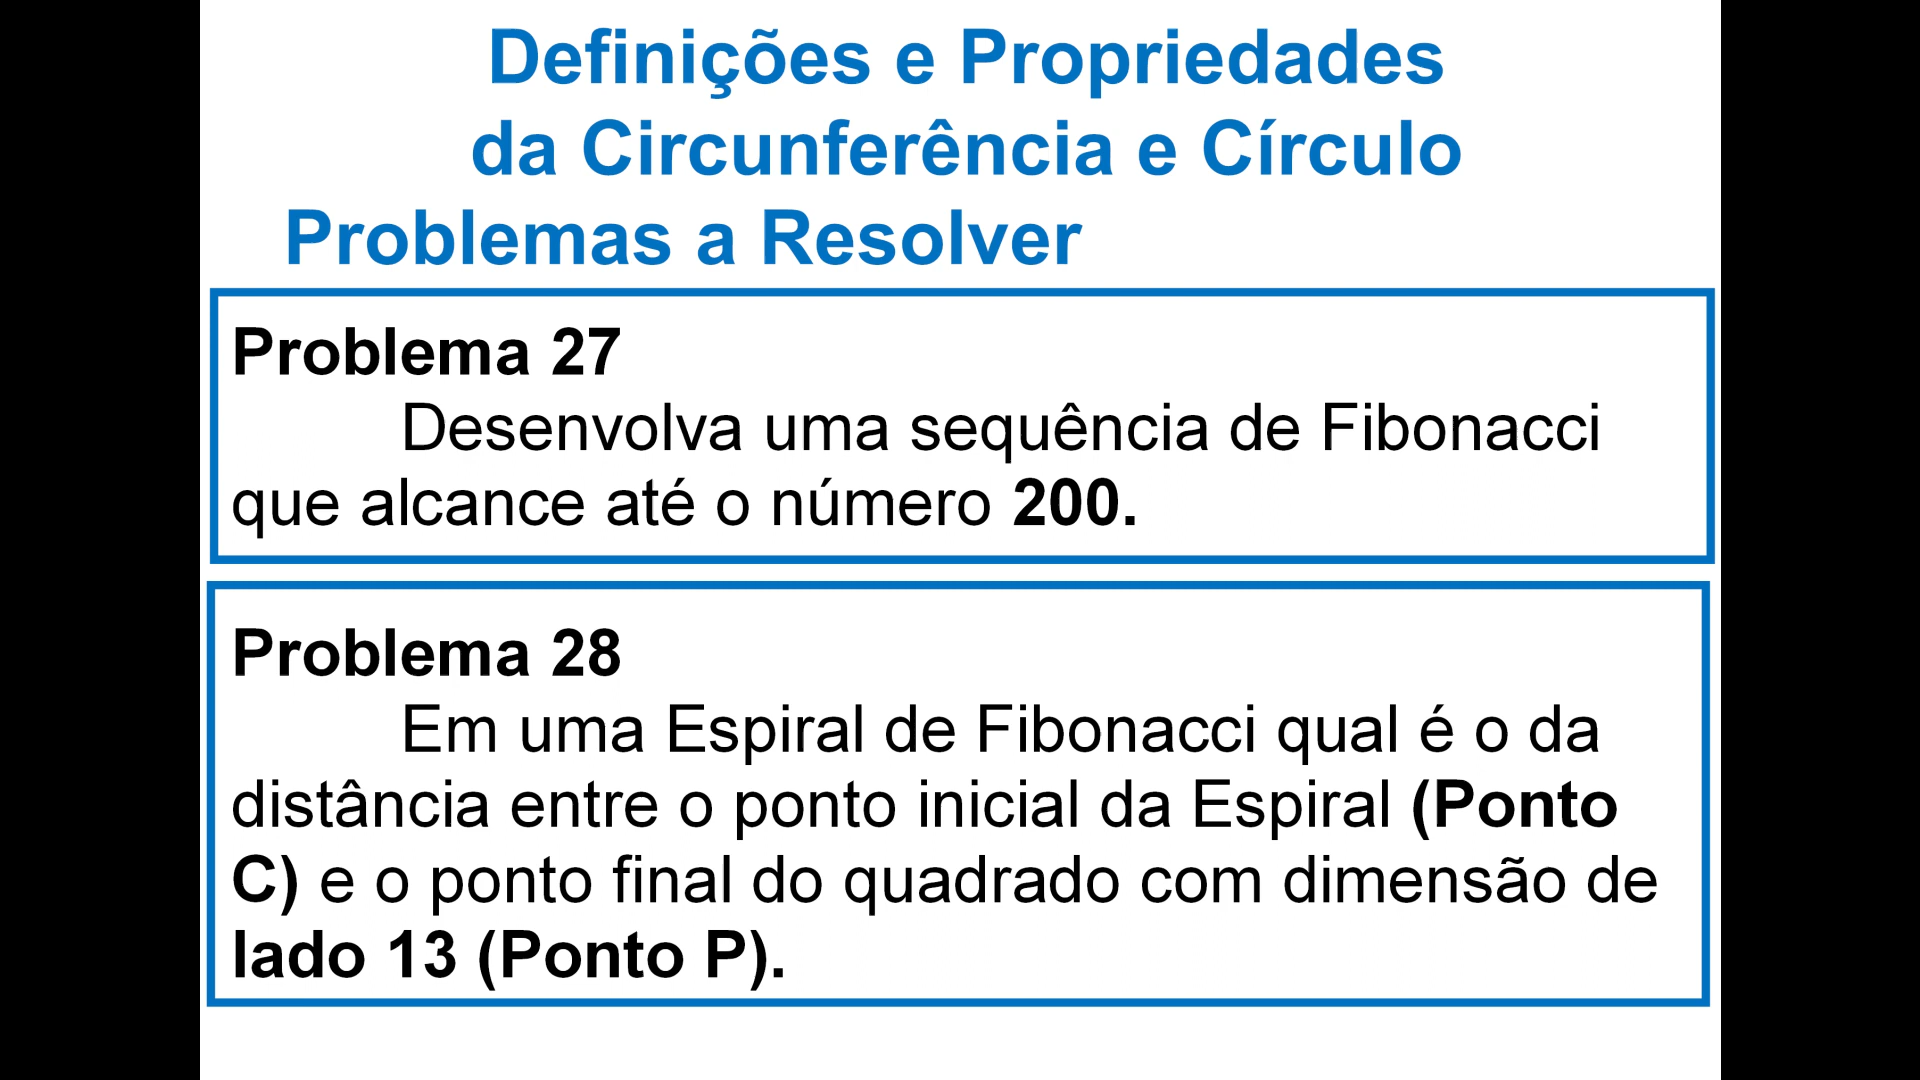 Definições e Propriedades
da Circunferência e Círculo
Problemas a Resolver
Problema 27
Desenvolva uma sequência de Fibonacci
que alcance até o número 200.
Problema 28
Em uma Espiral de Fibonacci qual é o da
distância entre o ponto inicial da Espiral (Ponto
C) e o ponto final do quadrado com dimensão de
lado 13 (Ponto P).